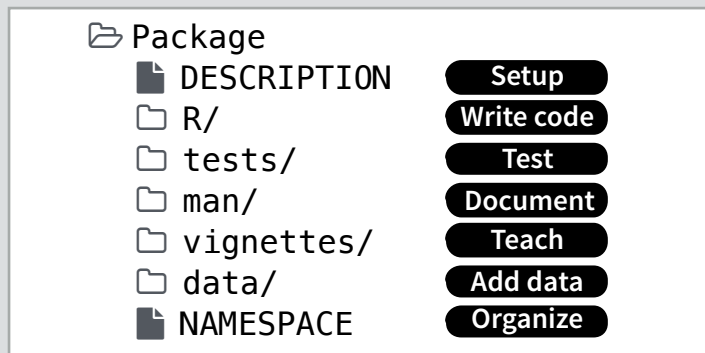 Package
DESCRIPTION Setup
R/ Write code
tests/ Test
man/ Document
vignettes/ Teach
data/ Add data
NAMESPACE Organize